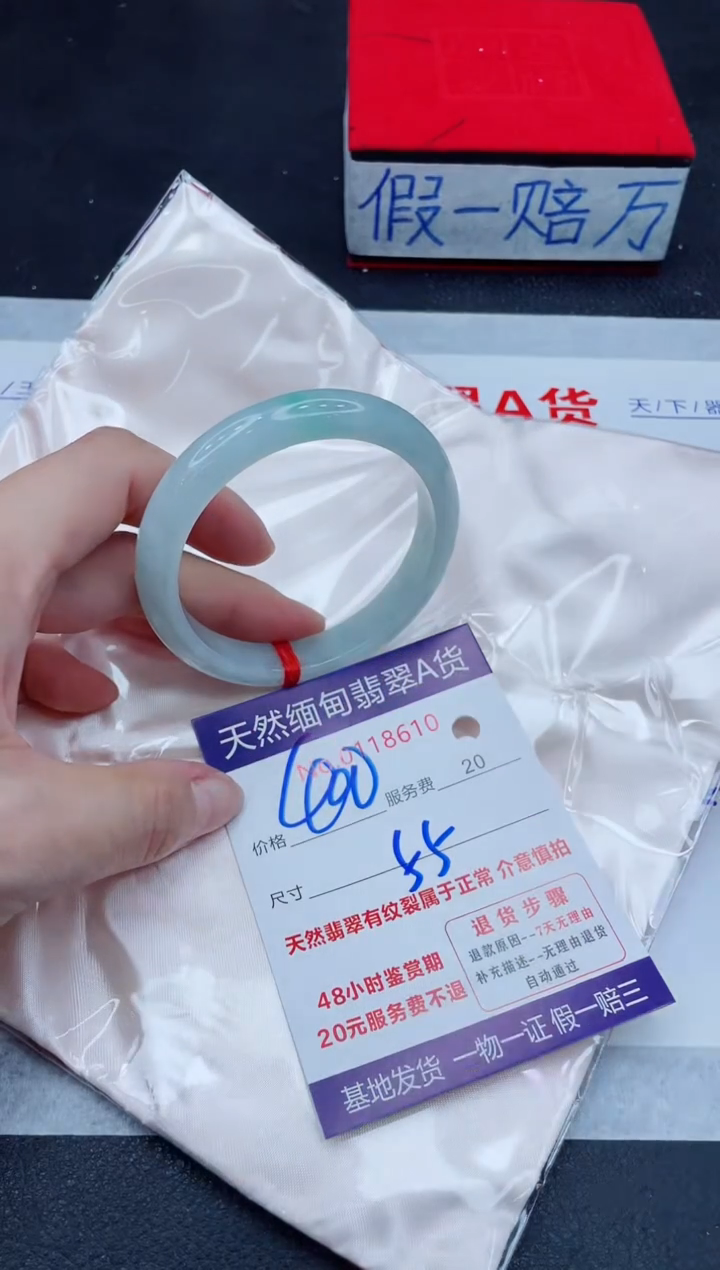 假一赔万
翠A货
天/下/器
天然缅甸翡翠A货
No.0118610
价格 600 服务费 20
尺寸 55
天然翡翠有纹裂属于正常 介意慎拍
48小时鉴赏期
20元服务费不退
退货步骤
退款原因--7天无理由
补充描述--无理由退货
自动通过
基地发货 一物一证 假一赔三